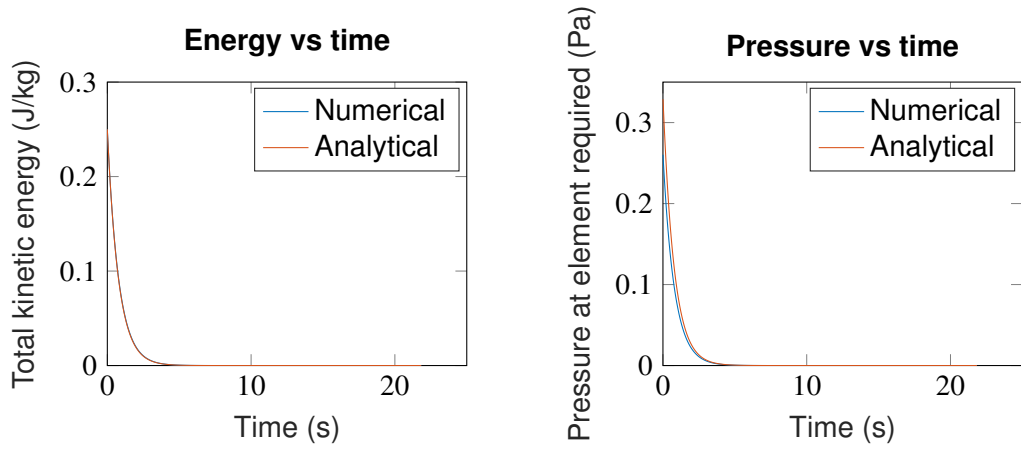 Energy vs time
Total kinetic energy (J/kg)
0.3
0.2
0.1
0
Numerical
Analytical
0
10
20
Time (s)
Pressure vs time
Pressure at element required (Pa)
0.3
0.2
0.1
0
Numerical
Analytical
0
10
20
Time (s)